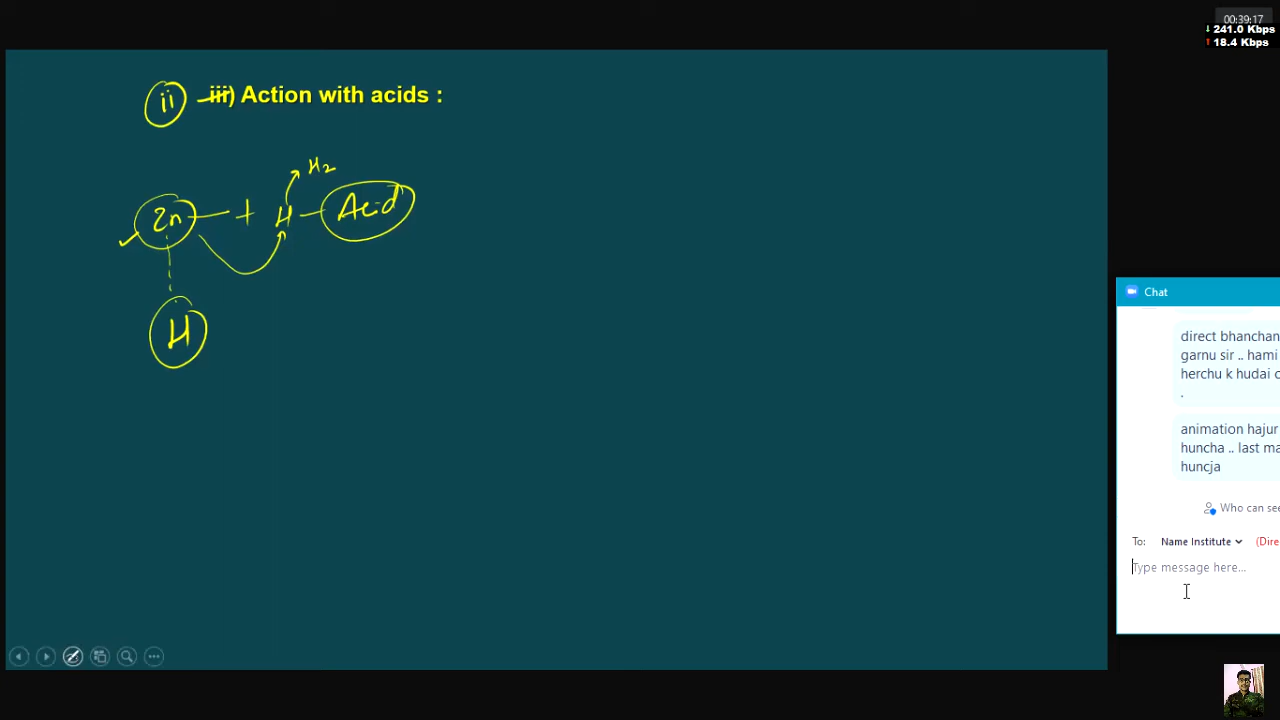 00:39:17
↓ 241.0 Kbps
↑ 18.4 Kbps
ii iii) Action with acids :
H2
Zn + H - Acid
H
Chat
direct bhanchan
garnu sir .. hami
herchu k hudai c
.
animation hajur
huncha .. last ma
huncja
Who can see
To: Name Institute (Dire
Type message here...